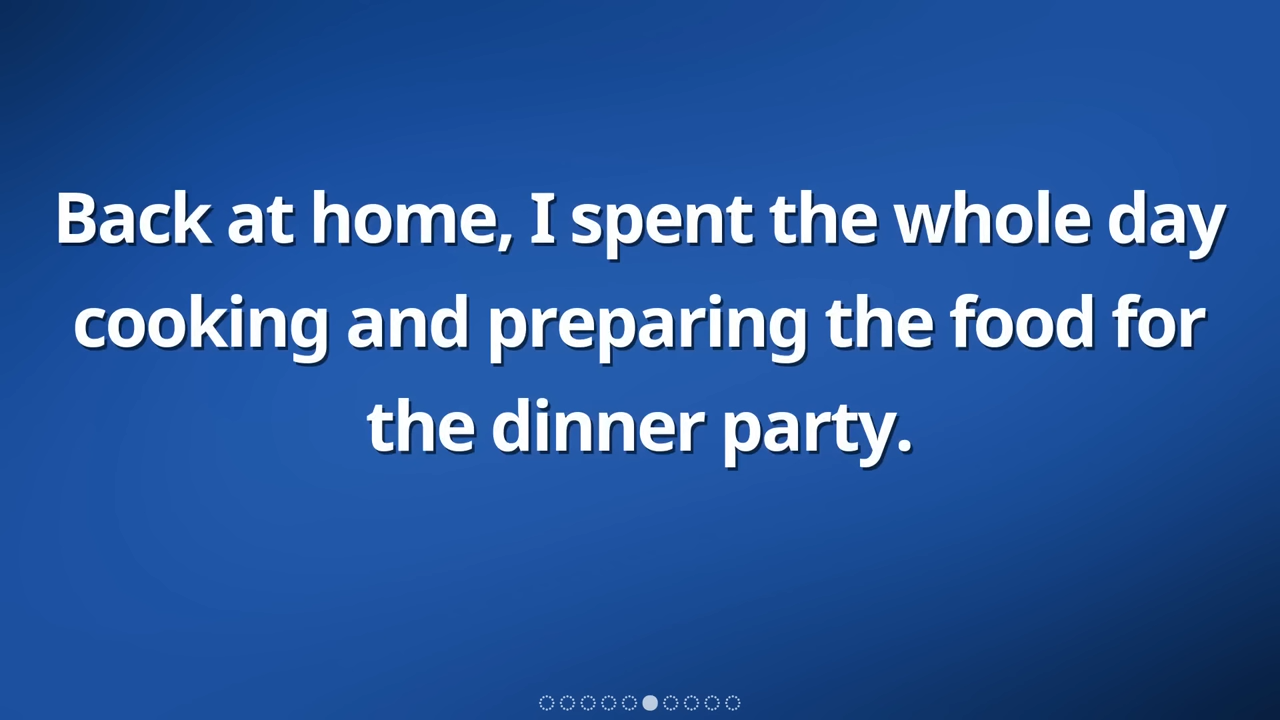 Back at home, I spent the whole day
cooking and preparing the food for
the dinner party.